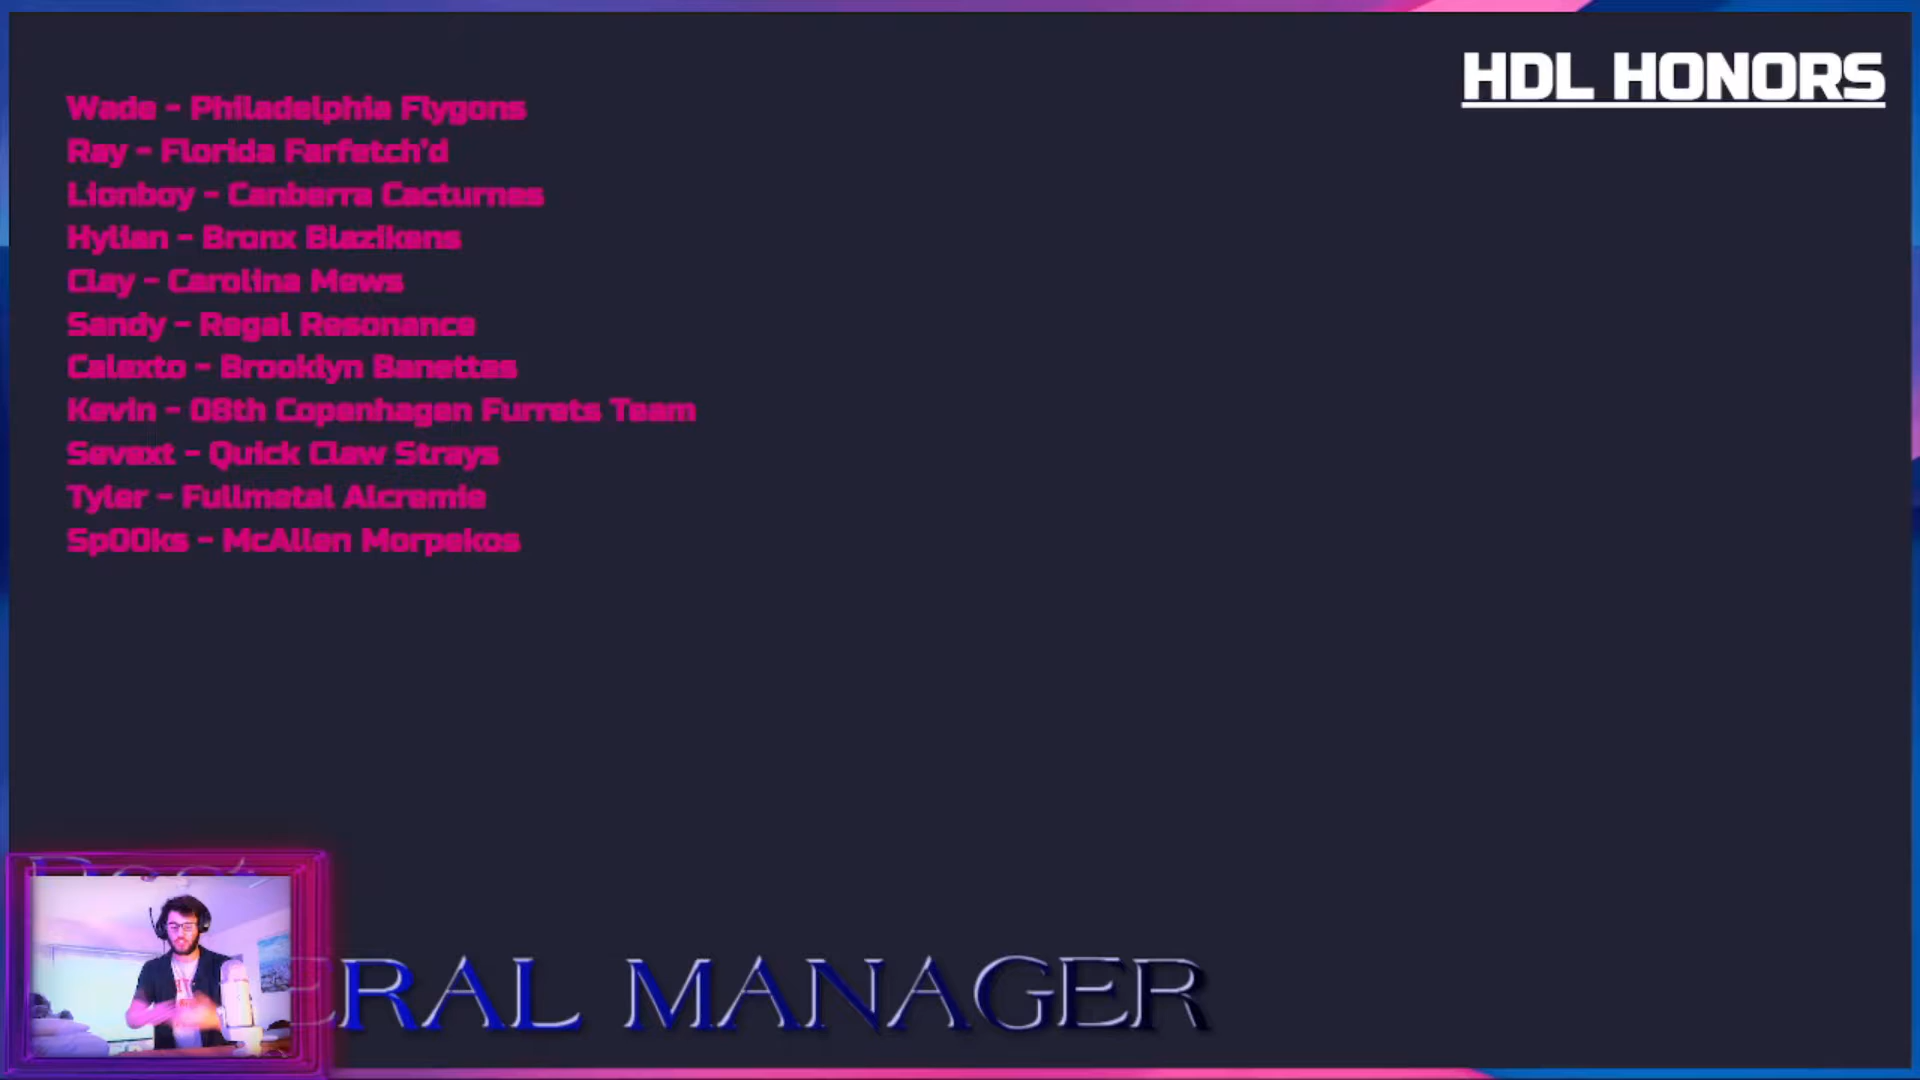 HDL HONORS
Wade - Philadelphia Flygons
Ray - Florida Farfetch'd
Lionboy - Canberra Cacturnes
Hylian - Bronx Blazikens
Clay - Carolina Mews
Sandy - Regal Resonance
Calexto - Brooklyn Banettes
Kevin - 08th Copenhagen Furrets Team
Sevext - Quick Claw Strays
Tyler - Fullmetal Alcremie
Sp00ks - McAllen Morpekos
ERAL MANAGER